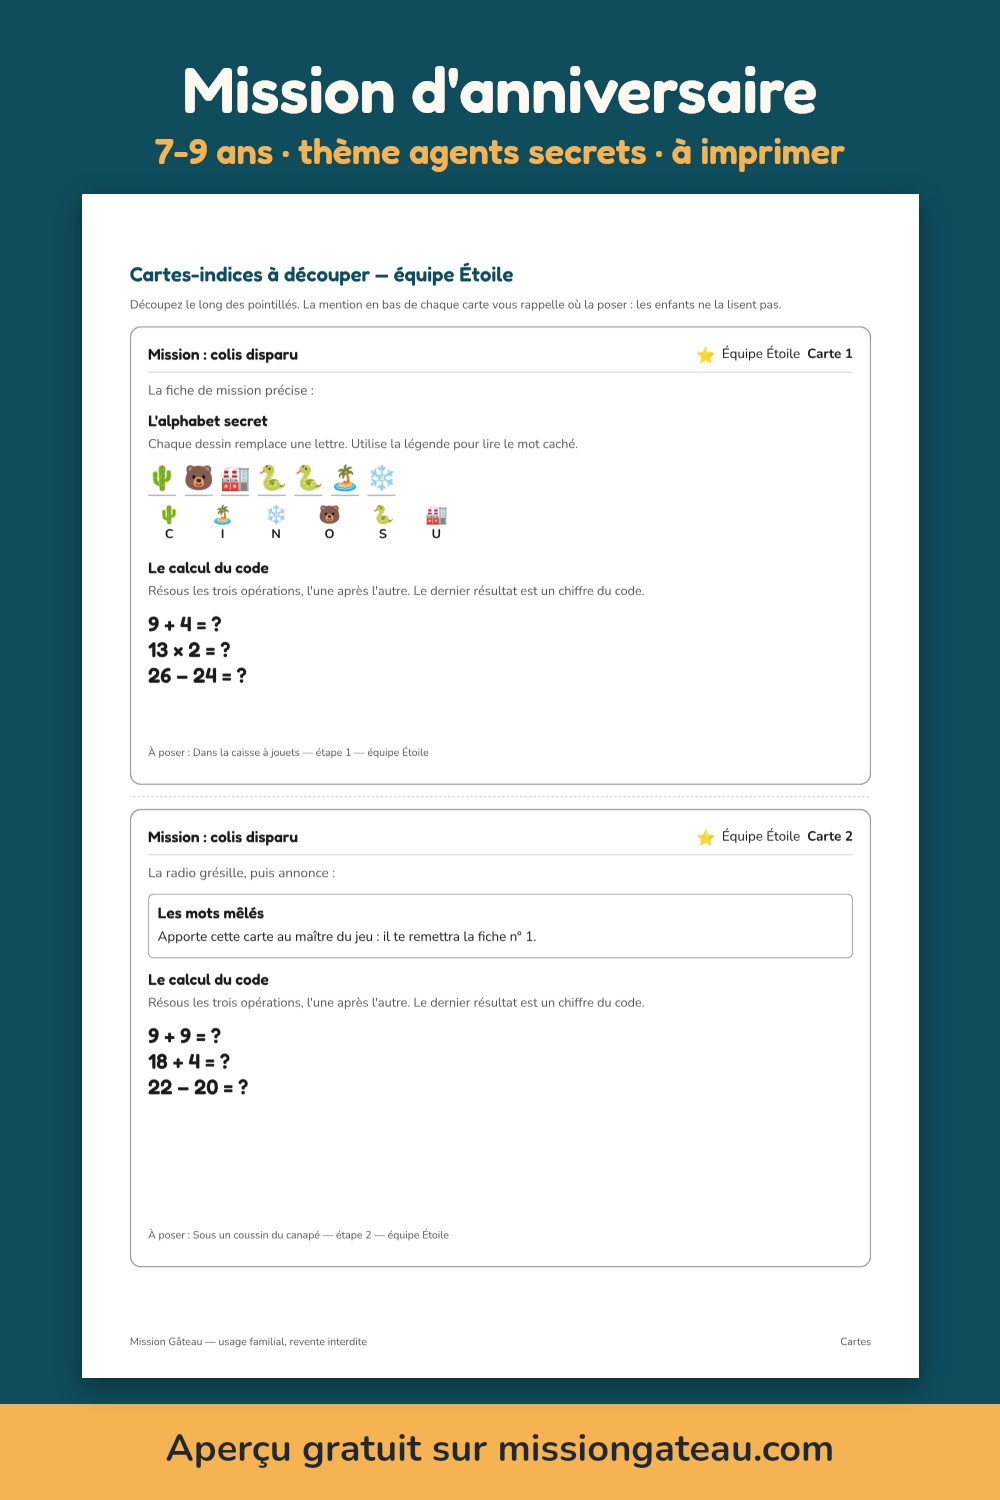 Mission d'anniversaire
7-9 ans · thème agents secrets · à imprimer
Cartes-indices à découper — équipe Étoile
Découpez le long des pointillés. La mention en bas de chaque carte vous rappelle où la poser : les enfants ne la lisent pas.
Mission : colis disparu
Équipe Étoile Carte 1
La fiche de mission précise :
L'alphabet secret
Chaque dessin remplace une lettre. Utilise la légende pour lire le mot caché.
C I N O S U
Le calcul du code
Résous les trois opérations, l'une après l'autre. Le dernier résultat est un chiffre du code.
9 + 4 = ?
13 × 2 = ?
26 – 24 = ?
À poser : Dans la caisse à jouets — étape 1 — équipe Étoile
Mission : colis disparu
Équipe Étoile Carte 2
La radio grésille, puis annonce :
Les mots mêlés
Apporte cette carte au maître du jeu : il te remettra la fiche n° 1.
Le calcul du code
Résous les trois opérations, l'une après l'autre. Le dernier résultat est un chiffre du code.
9 + 9 = ?
18 + 4 = ?
22 – 20 = ?
À poser : Sous un coussin du canapé — étape 2 — équipe Étoile
Mission Gâteau — usage familial, revente interdite
Cartes
Aperçu gratuit sur missiongateau.com